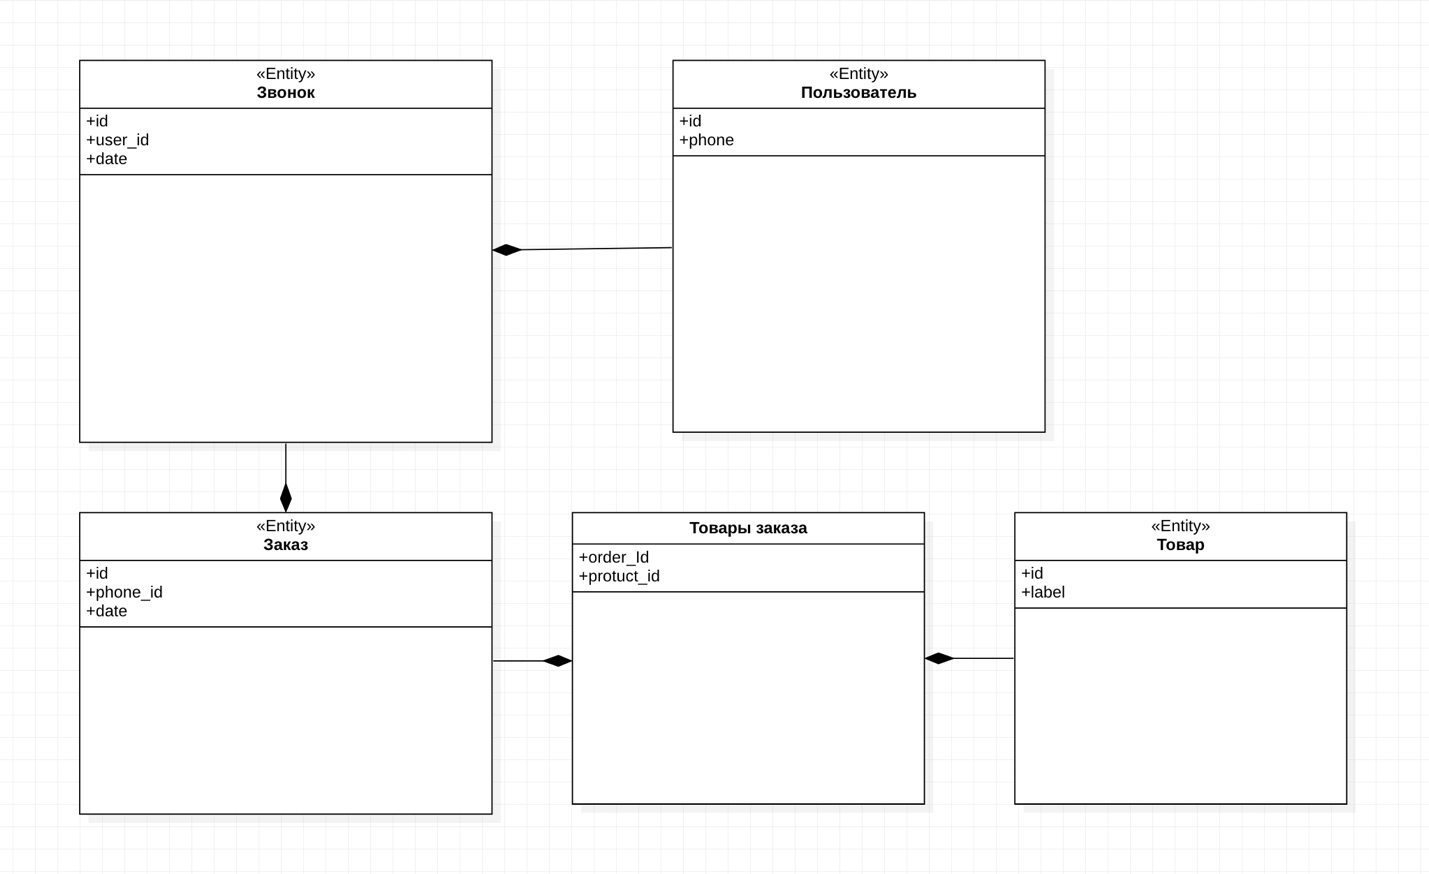 «Entity»
Звонок
+id
+user_id
+date
«Entity»
Пользователь
+id
+phone
«Entity»
Заказ
+id
+phone_id
+date
Товары заказа
+order_Id
+protuct_id
«Entity»
Товар
+id
+label